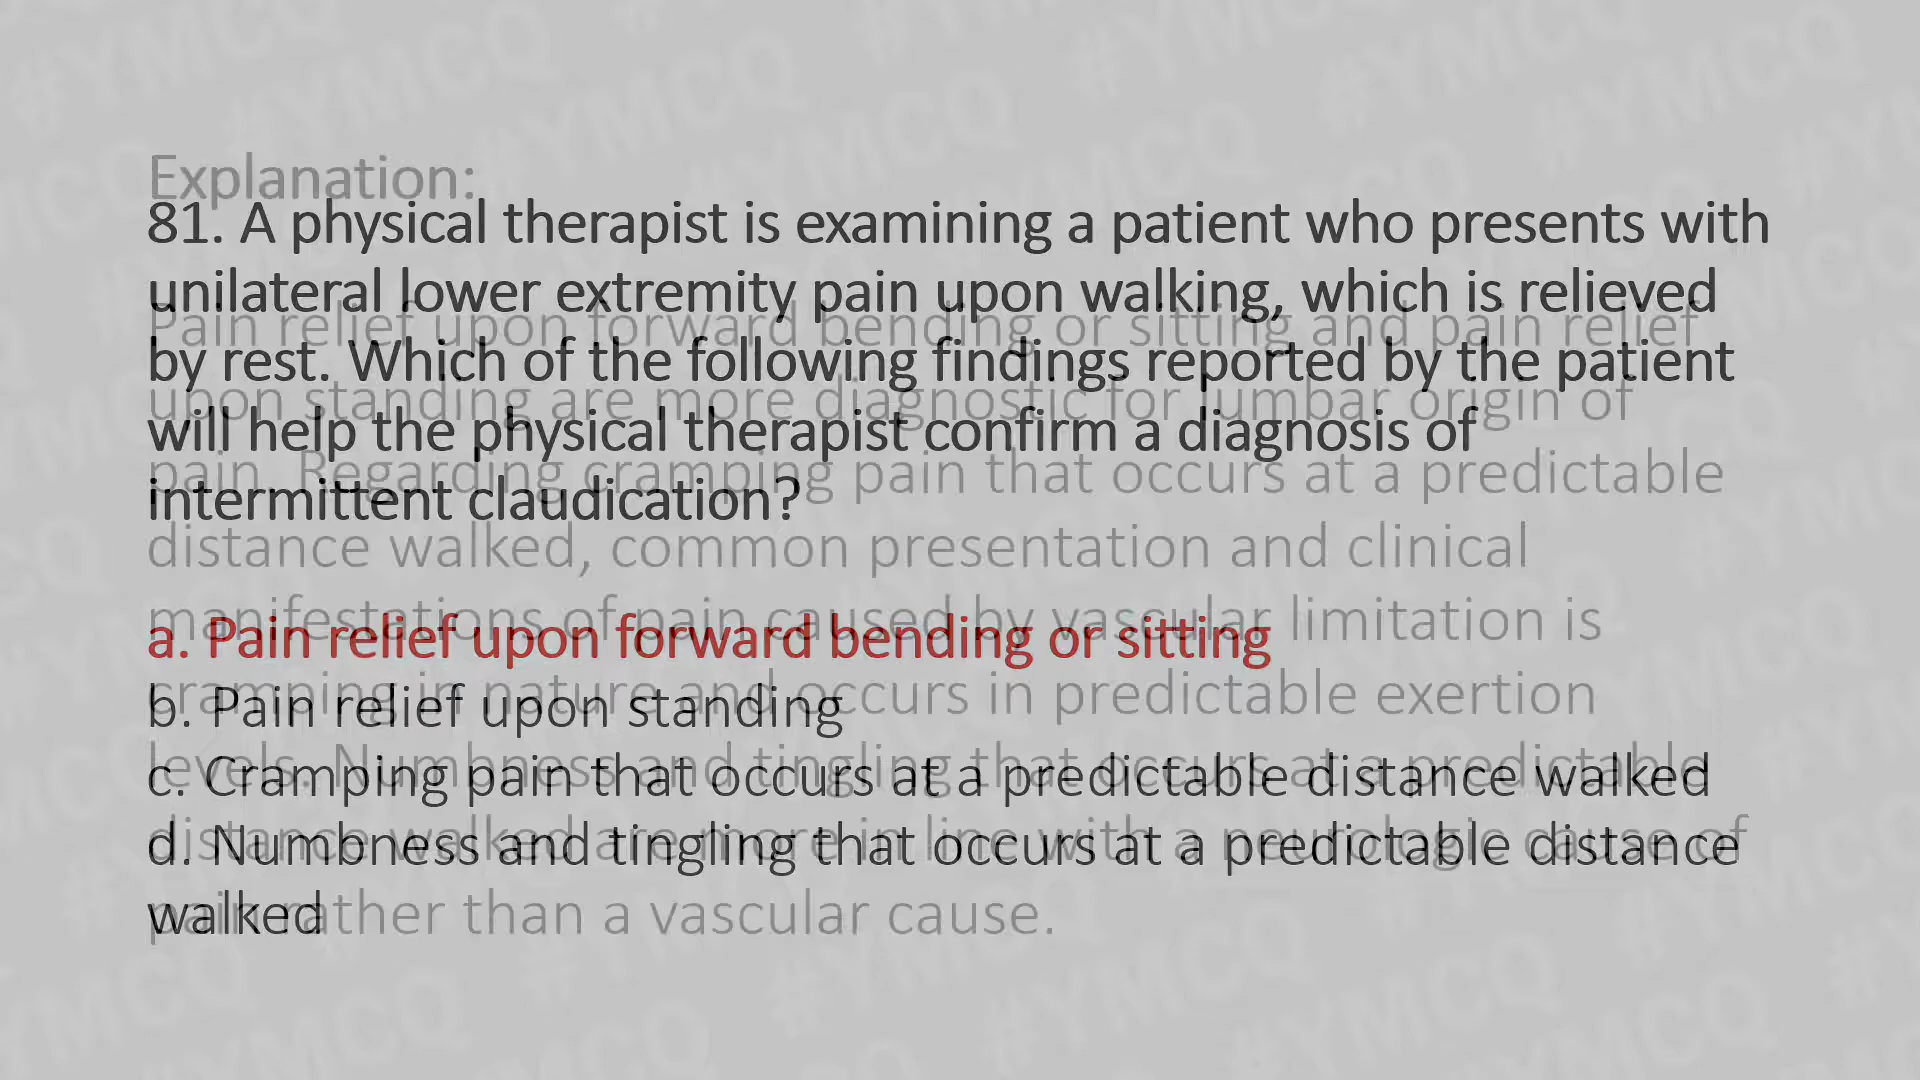 Explanation:
81. A physical therapist is examining a patient who presents with
unilateral lower extremity pain upon walking, which is relieved
Pain relief upon forward bending or sitting and pain relief
by rest. Which of the following findings reported by the patient
upon standing are more diagnostic for lumbar origin of
will help the physical therapist confirm a diagnosis of
pain. Regarding cramping pain that occurs at a predictable
intermittent claudication?
distance walked, common presentation and clinical
manifestations of pain caused by vascular limitation is
a. Pain relief upon forward bending or sitting
cramping in nature and occurs in predictable exertion
b. Pain relief upon standing
levels. Numbness and tingling that occurs at a predictable
c. Cramping pain that occurs at a predictable distance walked
distance walked are more in line with a neurologic cause of
d. Numbness and tingling that occurs at a predictable distance
walked
pain rather than a vascular cause.
#YMCQ